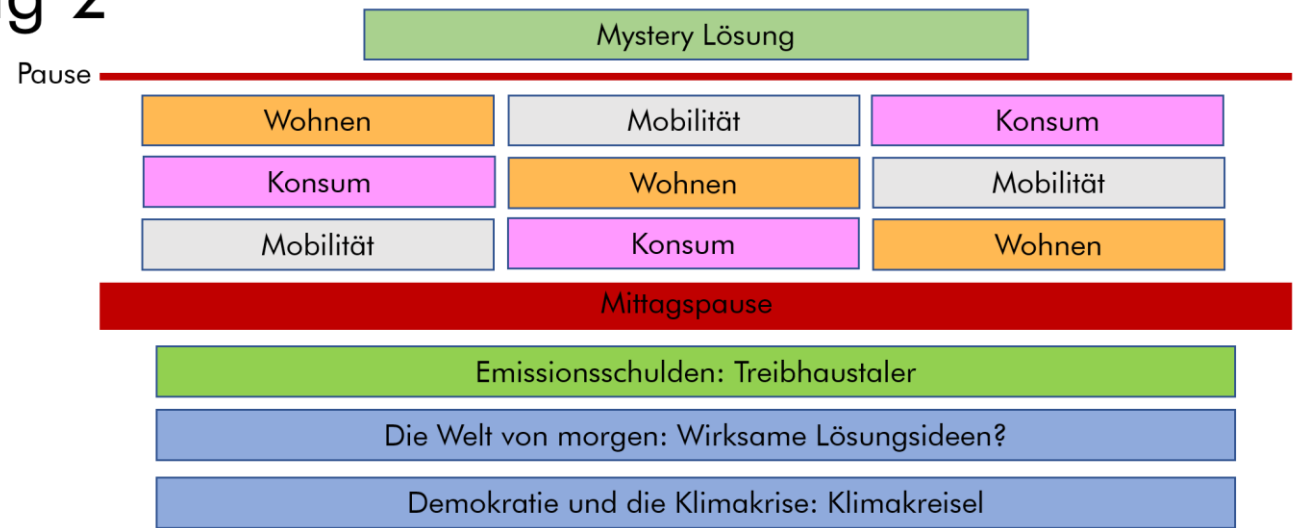 g 2
Mystery Lösung
Pause
Wohnen Mobilität Konsum
Konsum Wohnen Mobilität
Mobilität Konsum Wohnen
Mittagspause
Emissionsschulden: Treibhaustaler
Die Welt von morgen: Wirksame Lösungsideen?
Demokratie und die Klimakrise: Klimakreisel